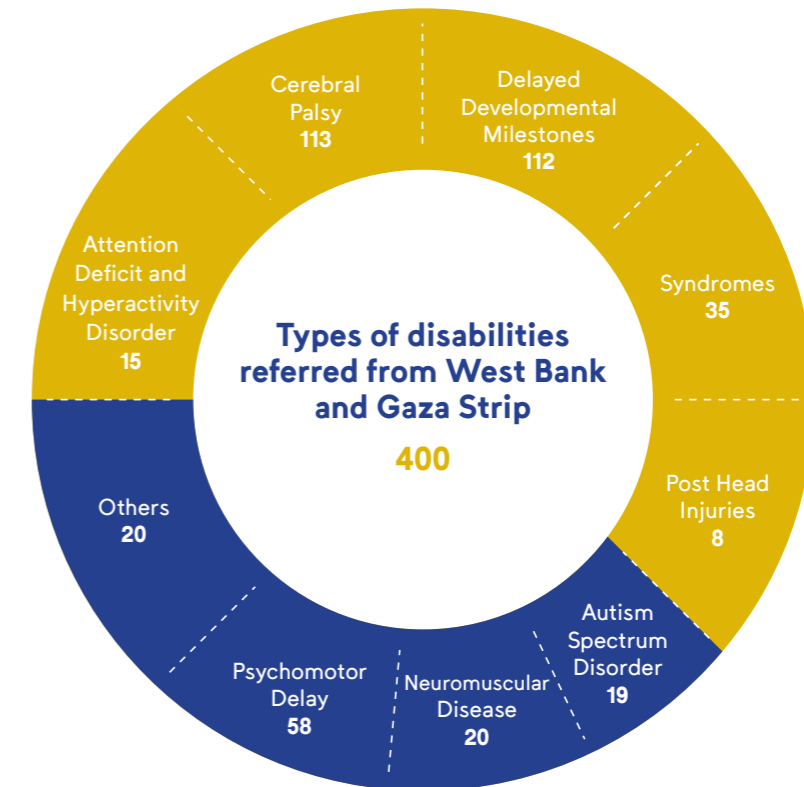 Types of disabilities
referred from West Bank
and Gaza Strip
400
Cerebral
Palsy
113
Delayed
Developmental
Milestones
112
Syndromes
35
Post Head
Injuries
8
Autism
Spectrum
Disorder
19
Neuromuscular
Disease
20
Psychomotor
Delay
58
Others
20
Attention
Deficit and
Hyperactivity
Disorder
15